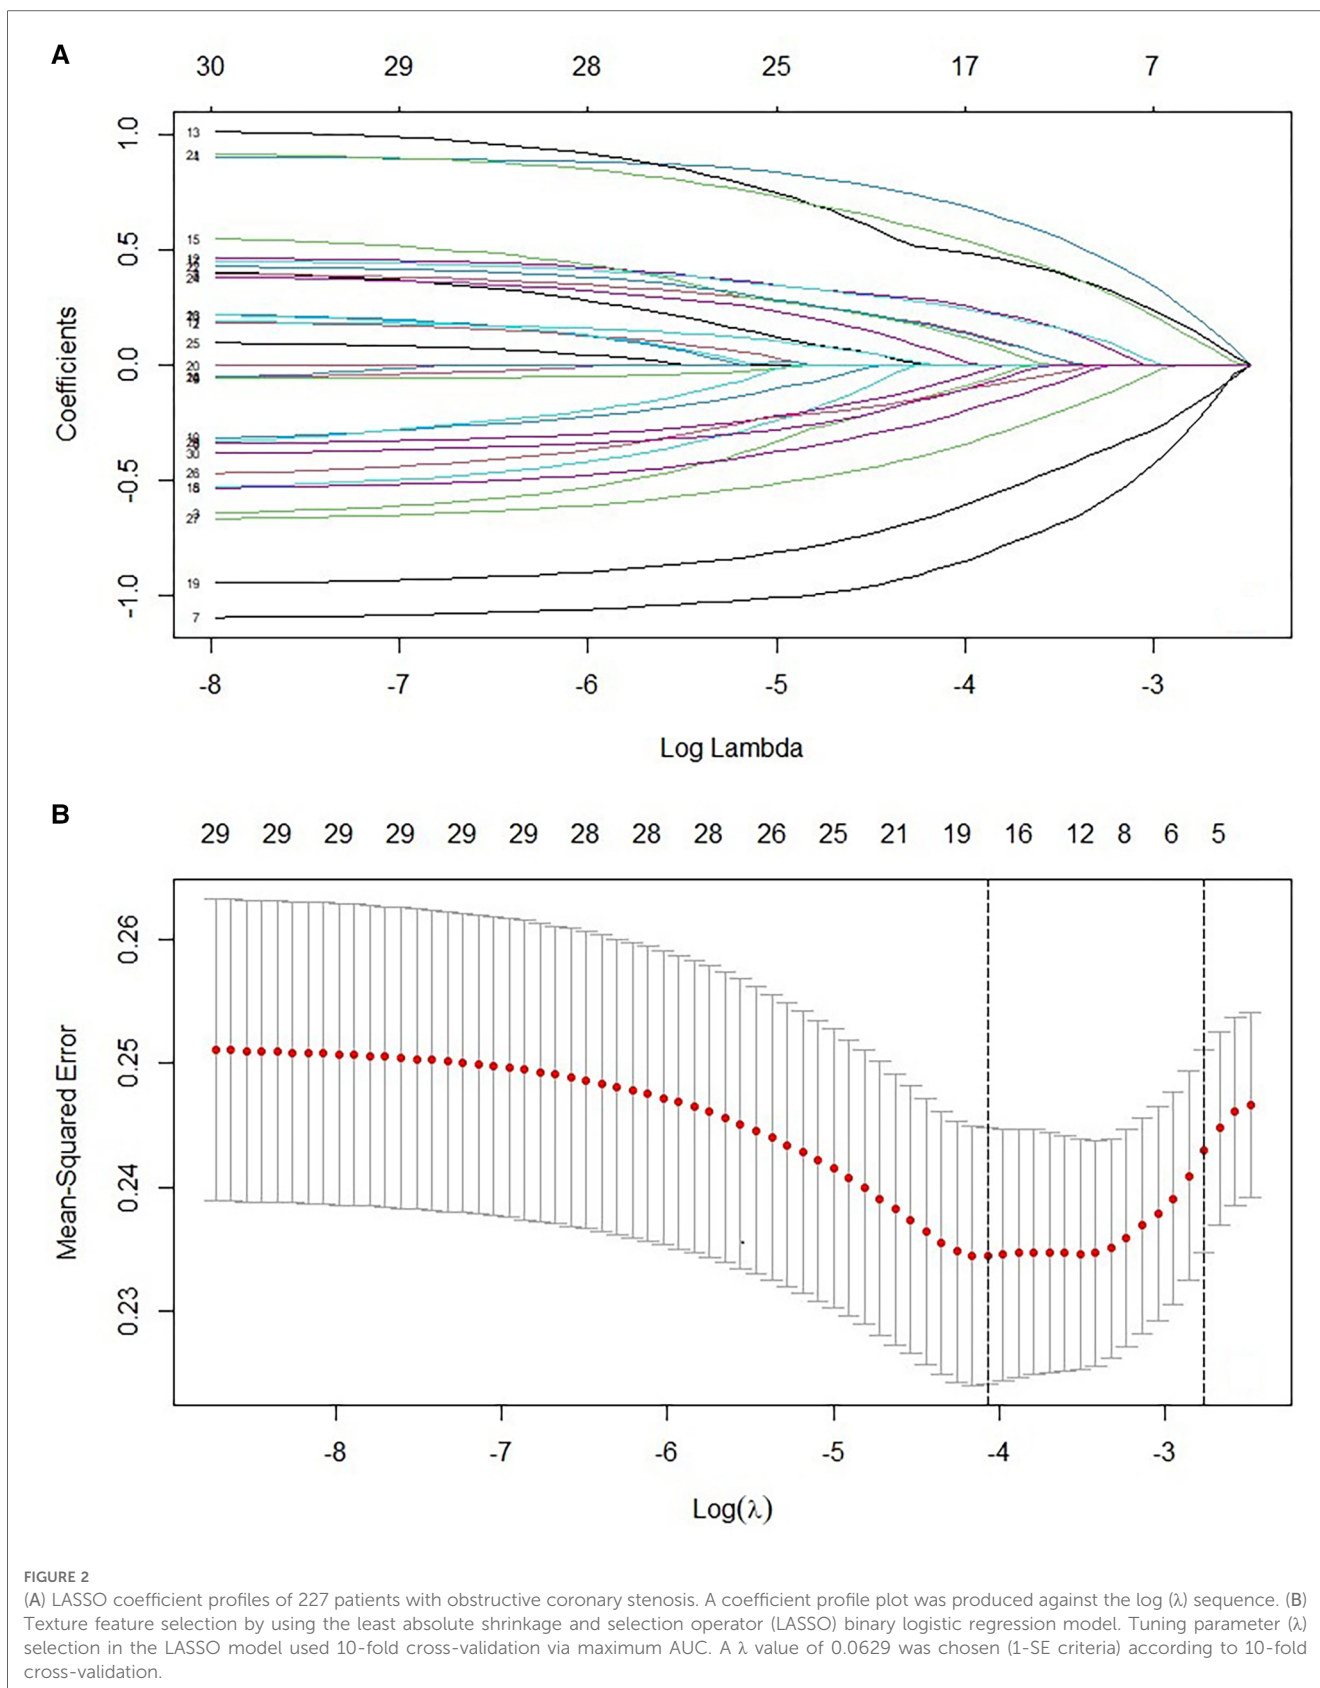 A
30 29 28 25 17 7
1.0
0.5
0.0
-0.5
-1.0
Coefficients
13
15
25
20
30
26
27
19
7
-8 -7 -6 -5 -4 -3
Log Lambda
B
29 29 29 29 29 29 28 28 28 26 25 21 19 16 12 8 6 5
0.26
0.25
0.24
0.23
Mean-Squared Error
-8 -7 -6 -5 -4 -3
Log(λ)
FIGURE 2
(A) LASSO coefficient profiles of 227 patients with obstructive coronary stenosis. A coefficient profile plot was produced against the log (λ) sequence. (B)
Texture feature selection by using the least absolute shrinkage and selection operator (LASSO) binary logistic regression model. Tuning parameter (λ)
selection in the LASSO model used 10-fold cross-validation via maximum AUC. A λ value of 0.0629 was chosen (1-SE criteria) according to 10-fold
cross-validation.